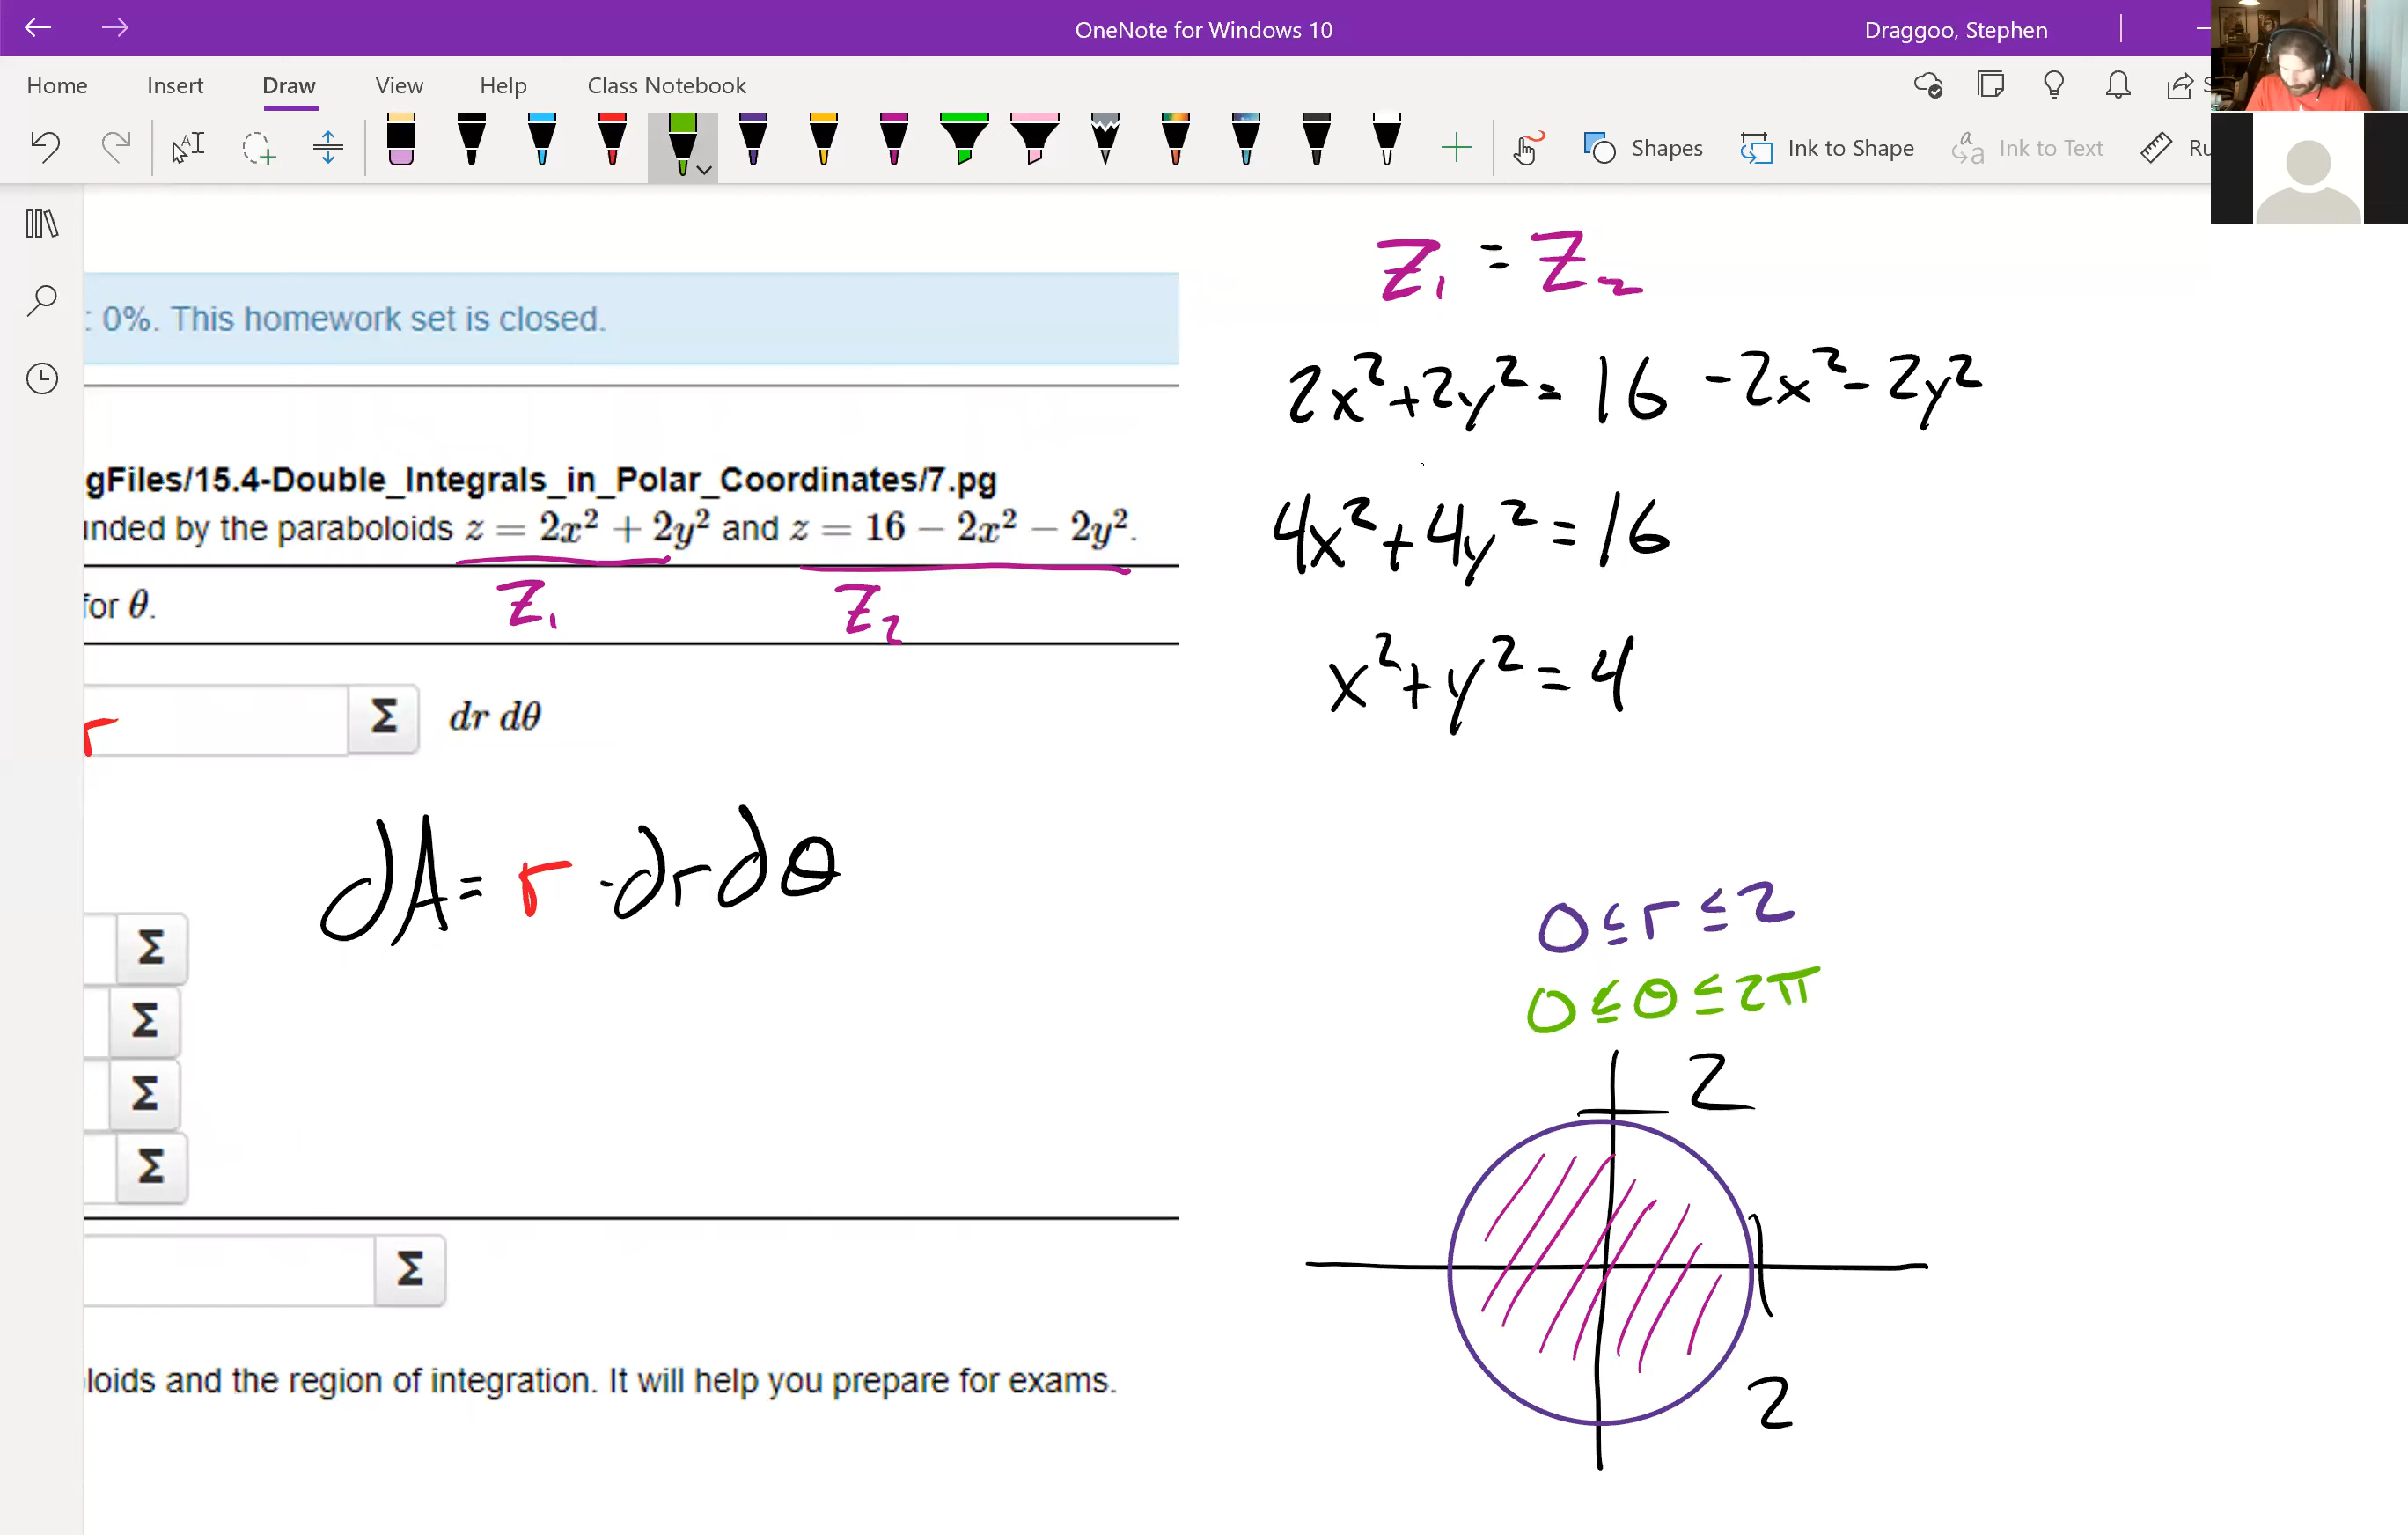 OneNote for Windows 10
Draggoo, Stephen
Home Insert Draw View Help Class Notebook
Shapes Ink to Shape Ink to Text Ru
: 0%. This homework set is closed.
gFiles/15.4-Double_Integrals_in_Polar_Coordinates/7.pg
unded by the paraboloids z = 2x² + 2y² and z = 16 − 2x² − 2y².
z₁ z₂
for θ.
r Σ dr dθ
dA = r · dr dθ
Σ
Σ
Σ
Σ
Σ
loids and the region of integration. It will help you prepare for exams.
z₁ = z₂
2x² + 2y² = 16 − 2x² − 2y²
4x² + 4y² = 16
x² + y² = 4
0 ≤ r ≤ 2
0 ≤ θ ≤ 2π
2
2